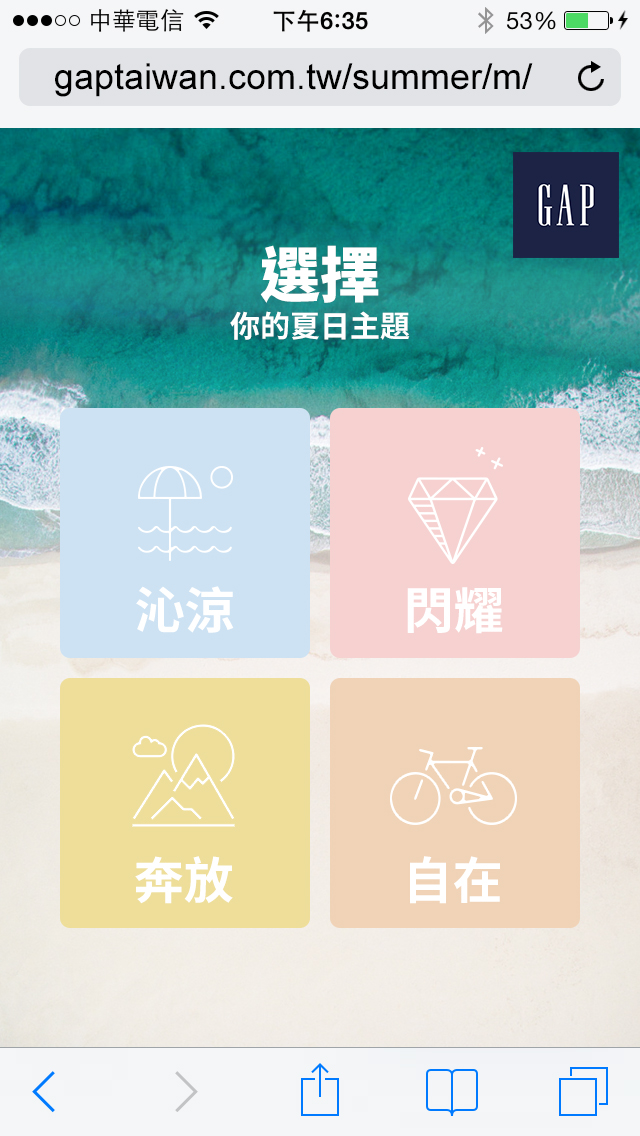 中華電信 下午6:35 53%
gaptaiwan.com.tw/summer/m/
GAP
選擇
你的夏日主題
沁涼 閃耀
奔放 自在